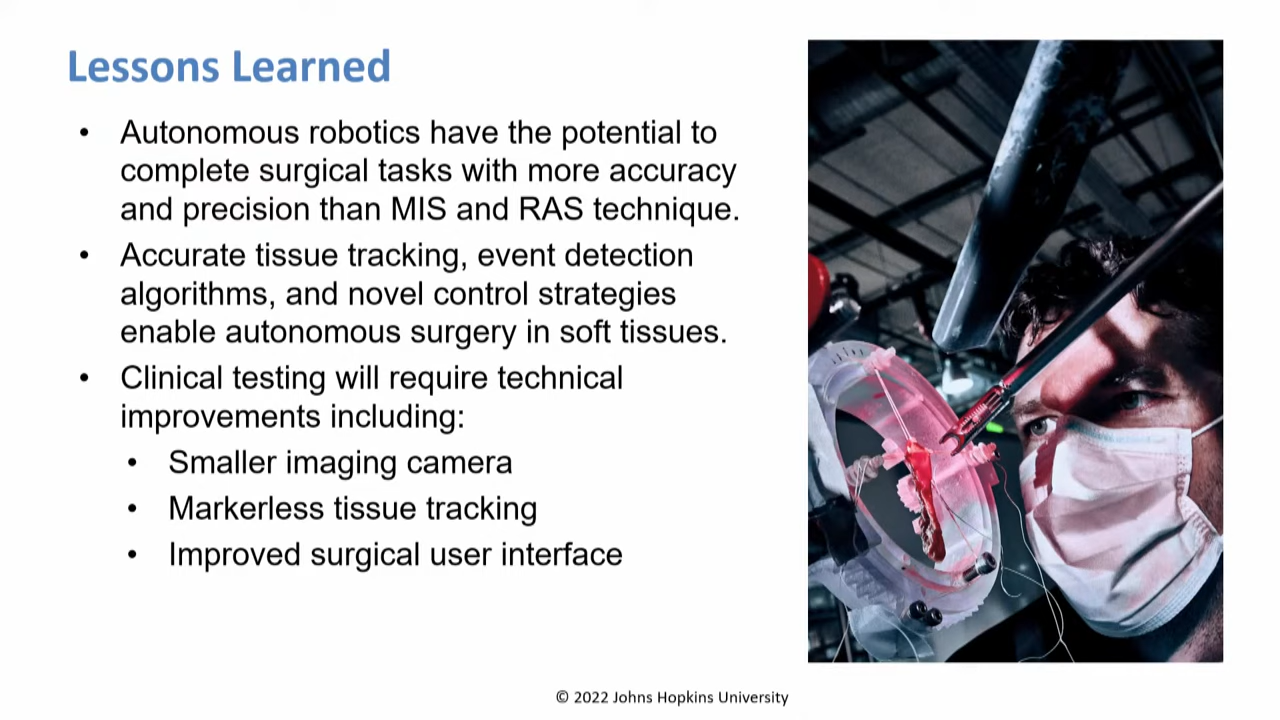 Lessons Learned
• Autonomous robotics have the potential to
complete surgical tasks with more accuracy
and precision than MIS and RAS technique.
• Accurate tissue tracking, event detection
algorithms, and novel control strategies
enable autonomous surgery in soft tissues.
• Clinical testing will require technical
improvements including:
• Smaller imaging camera
• Markerless tissue tracking
• Improved surgical user interface
© 2022 Johns Hopkins University